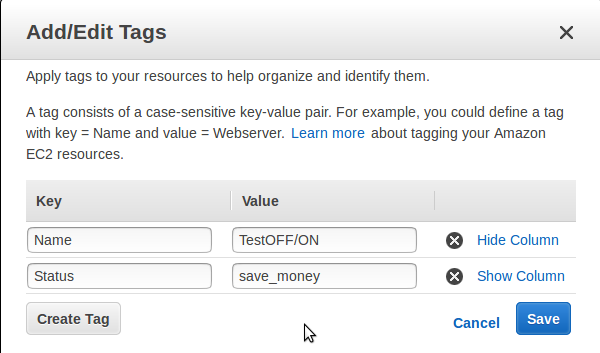 Add/Edit Tags
Apply tags to your resources to help organize and identify them.
A tag consists of a case-sensitive key-value pair. For example, you could define a tag
with key = Name and value = Webserver. Learn more about tagging your Amazon
EC2 resources.
Key Value
Name TestOFF/ON Hide Column
Status save_money Show Column
Create Tag Cancel Save